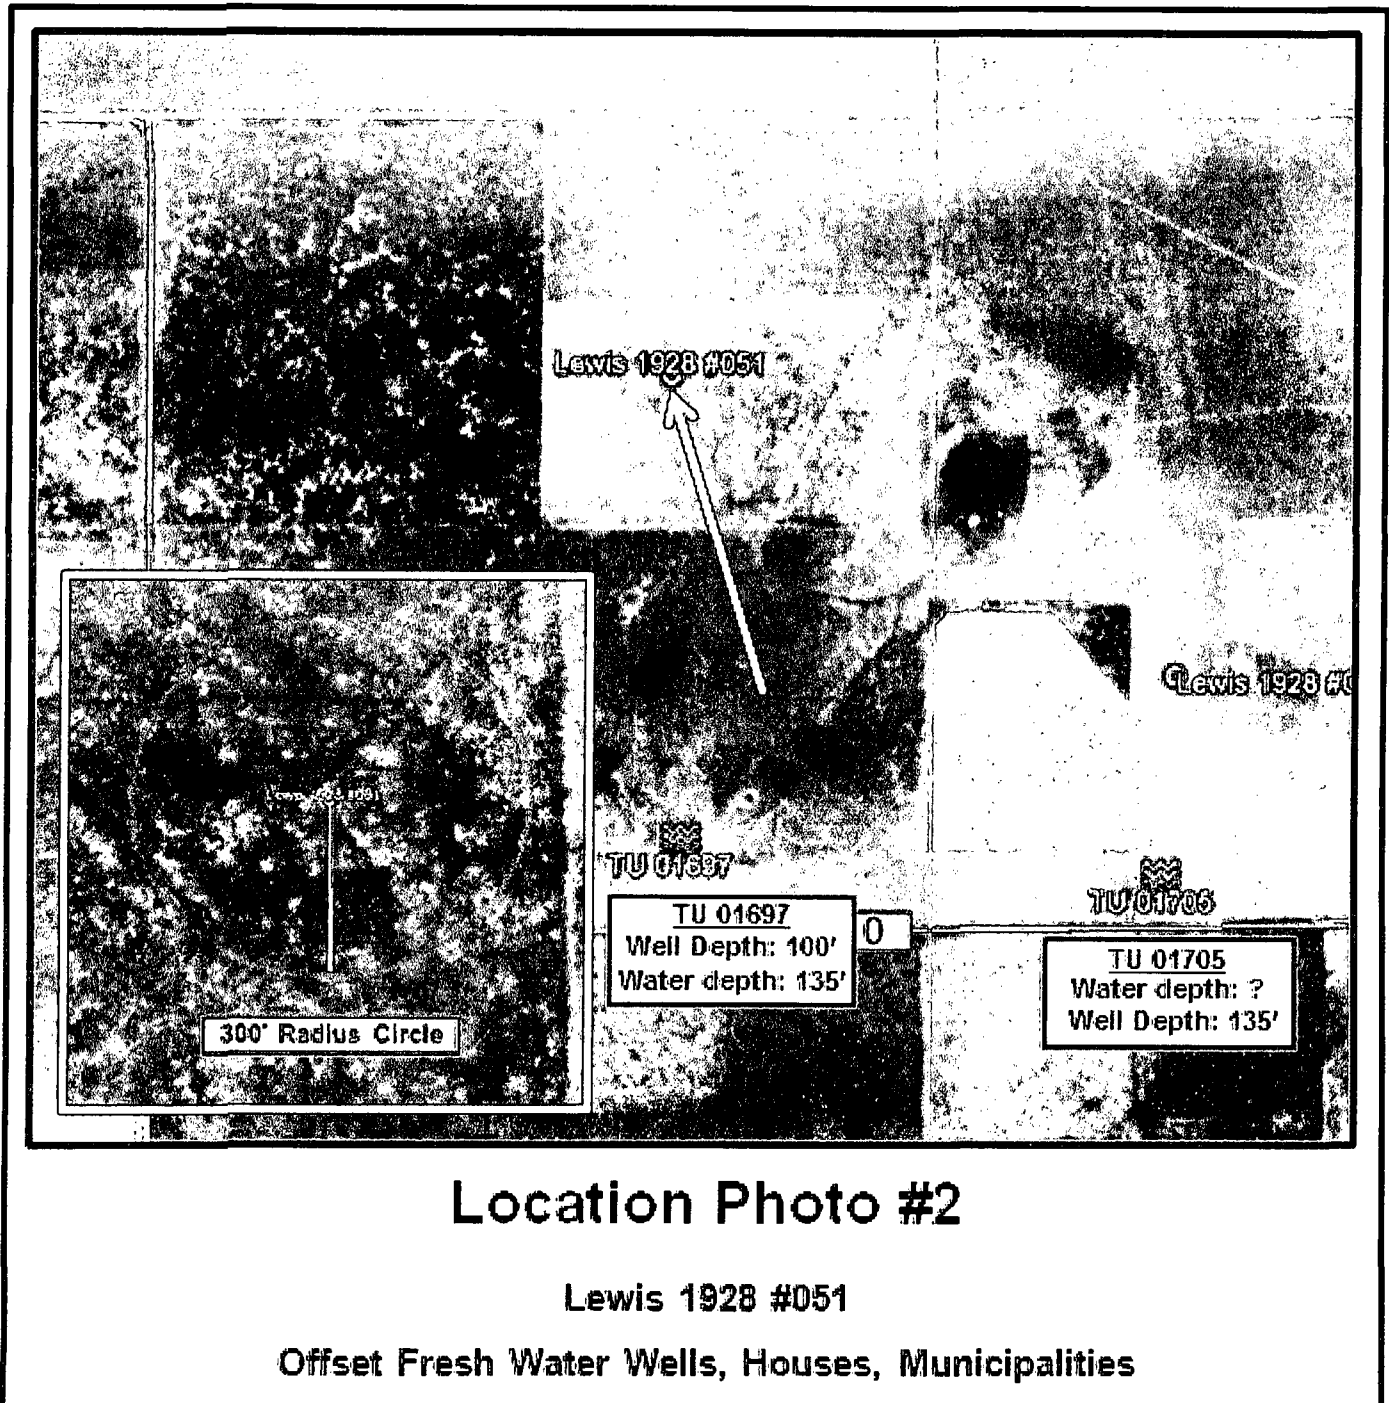 Lewis 1928 #051
Lewis 1928 #0
TU 01697
TU 01705
TU 01697
Well Depth: 100'
Water depth: 135'
0
TU 01705
Water depth: ?
Well Depth: 135'
300' Radius Circle
Location Photo #2
Lewis 1928 #051
Offset Fresh Water Wells, Houses, Municipalities